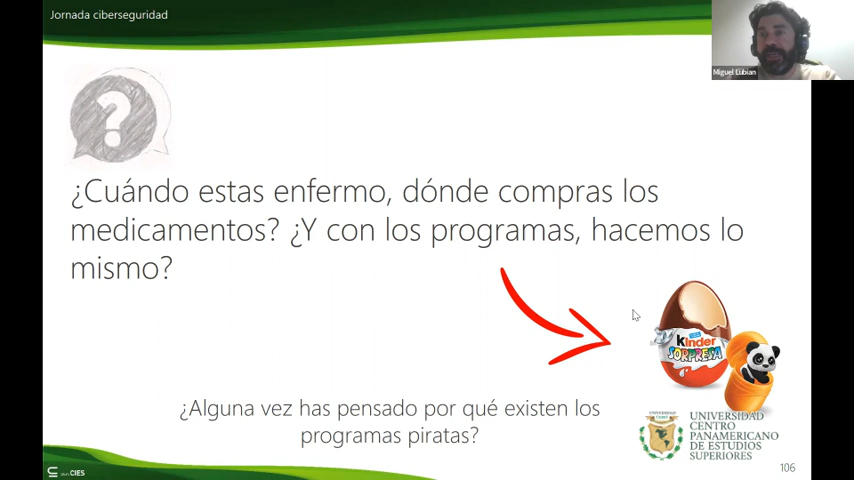 Jornada ciberseguridad
Miguel Lubian
¿Cuándo estas enfermo, dónde compras los
medicamentos? ¿Y con los programas, hacemos lo
mismo?
kinder
SORPRESA
¿Alguna vez has pensado por qué existen los
programas piratas?
UNIVERSIDAD
CENTRO
PANAMERICANO
DE ESTUDIOS
SUPERIORES
CIES
106